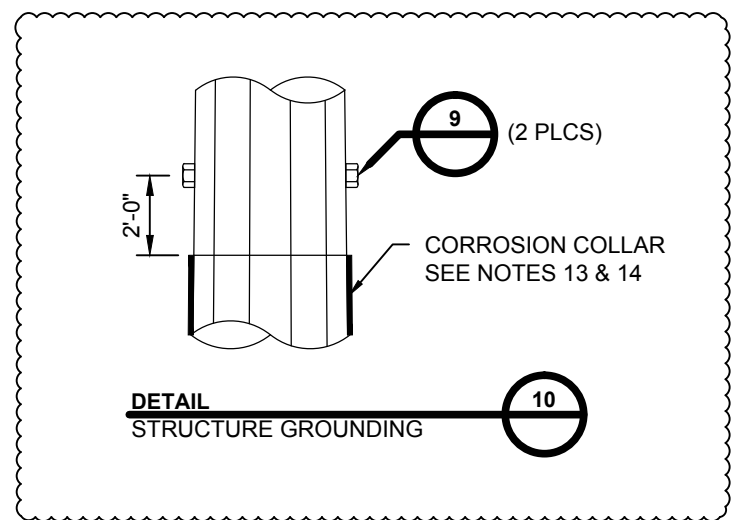 9
(2 PLCS)
2'-0"
CORROSION COLLAR
SEE NOTES 13 & 14
DETAIL
10
STRUCTURE GROUNDING